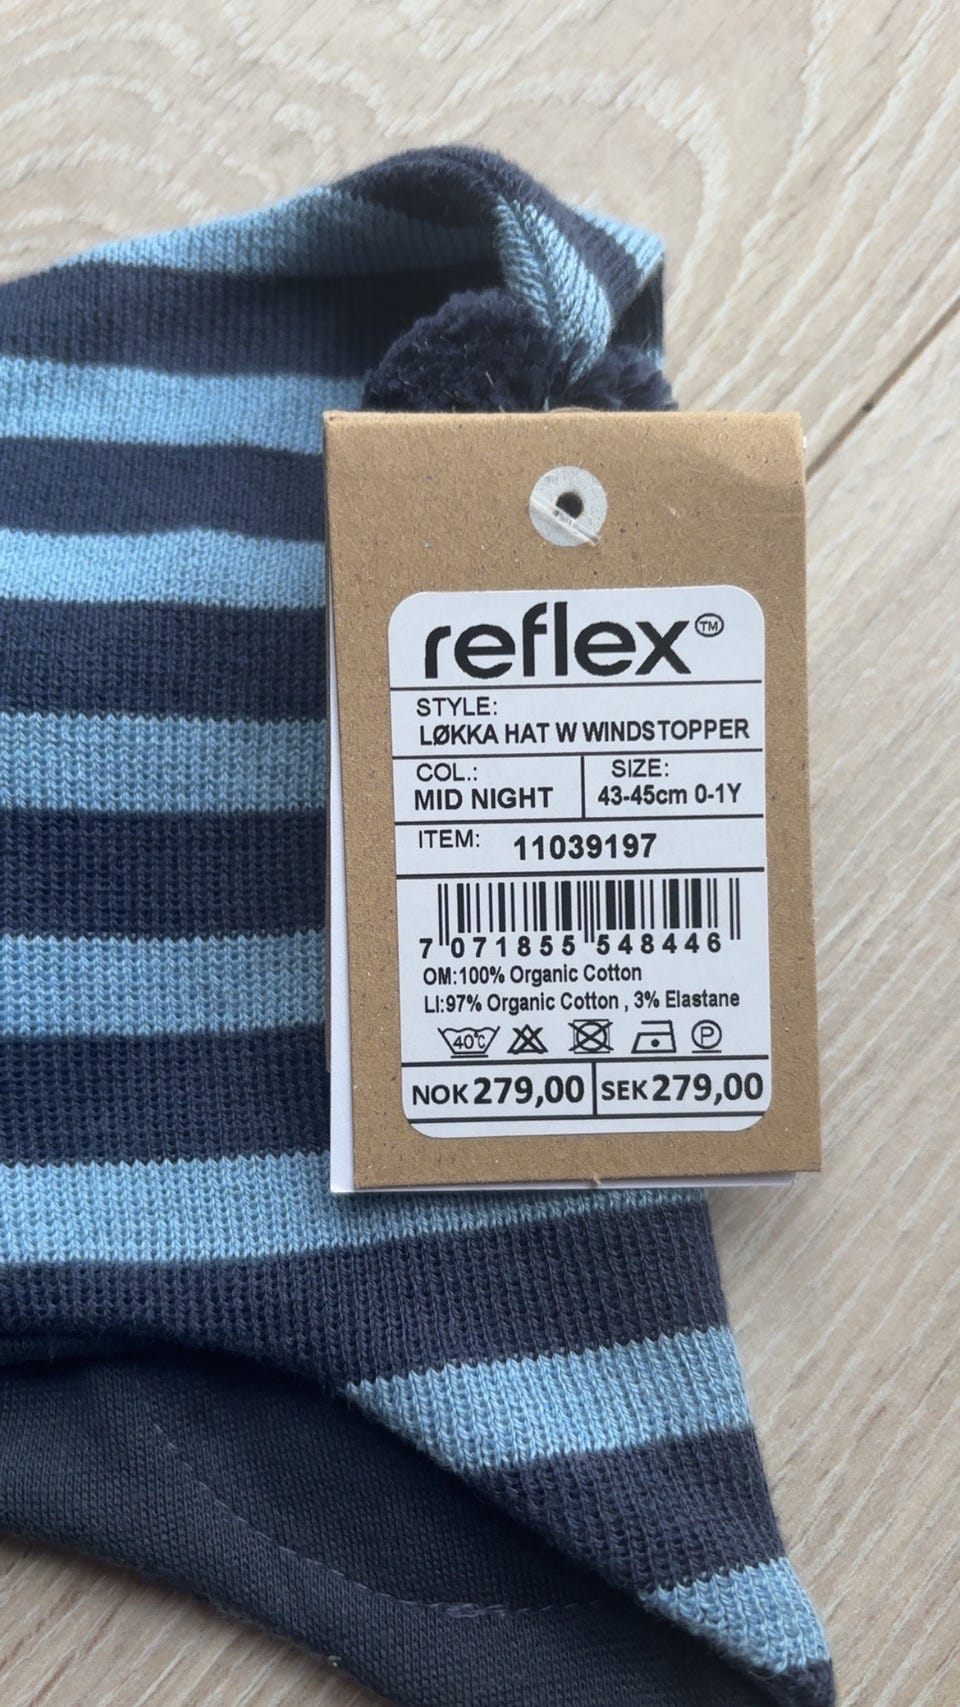 reflex™
STYLE:
LØKKA HAT W WINDSTOPPER
COL.:
MID NIGHT
SIZE:
43-45cm 0-1Y
ITEM: 11039197
7 071855 548446
OM:100% Organic Cotton
LI:97% Organic Cotton , 3% Elastane
40°C P
NOK 279,00 SEK 279,00